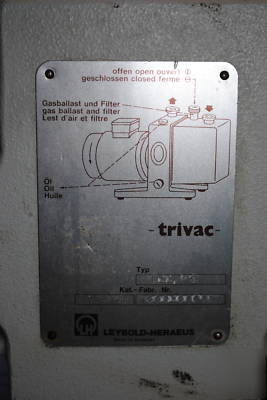 offen open ouvert ①
geschlossen closed fermé ⊖
Gasballast und Filter
gas ballast and filter
Lest d'air et filtre
Öl
Oil
Huile
-trivac-
Typ
Kat.- Fabr. Nr.
LEYBOLD-HERAEUS